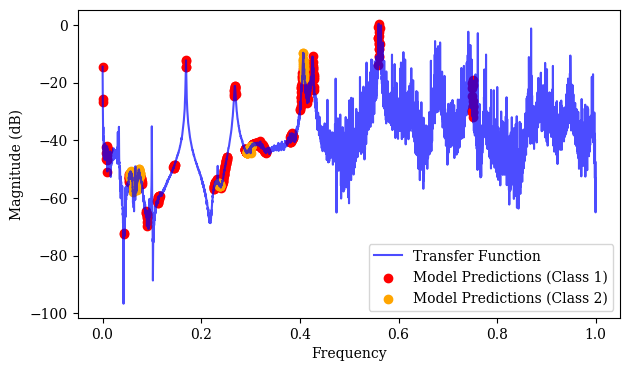 0
−20
−40
−60
−80
−100
Magnitude (dB)
0.0 0.2 0.4 0.6 0.8 1.0
Frequency
Transfer Function
Model Predictions (Class 1)
Model Predictions (Class 2)